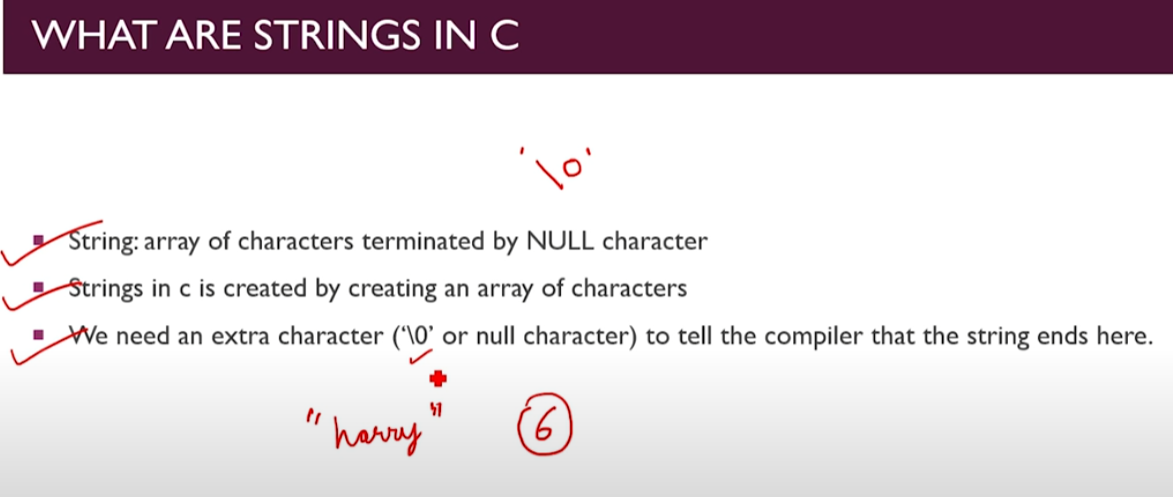 WHAT ARE STRINGS IN C
'\0'
String: array of characters terminated by NULL character
Strings in c is created by creating an array of characters
We need an extra character (‘\0’ or null character) to tell the compiler that the string ends here.
"harry" 6